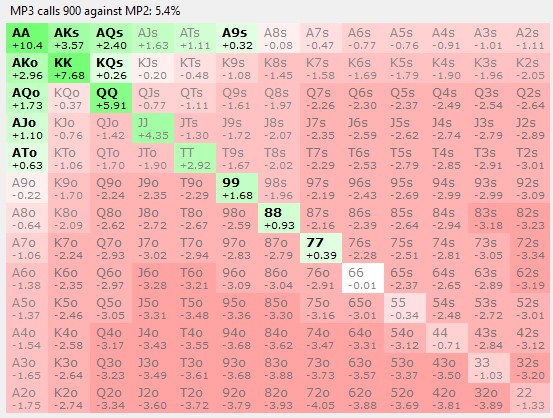 MP3 calls 900 against MP2: 5.4%
AA AKs AQs AJs ATs A9s A8s A7s A6s A5s A4s A3s A2s
+10.4 +3.57 +2.40 +1.63 +1.11 +0.32 -0.08 -0.47 -0.77 -0.76 -0.91 -1.01 -1.11
AKo KK KQs KJs KTs K9s K8s K7s K6s K5s K4s K3s K2s
+2.96 +7.68 +0.26 -0.20 -0.48 -1.08 -1.45 -1.58 -1.69 -1.79 -1.90 -1.96 -2.05
AQo KQo QQ QJs QTs Q9s Q8s Q7s Q6s Q5s Q4s Q3s Q2s
+1.73 -0.37 +5.91 -0.77 -1.11 -1.61 -1.97 -2.26 -2.30 -2.37 -2.49 -2.54 -2.64
AJo KJo QJo JJ JTs J9s J8s J7s J6s J5s J4s J3s J2s
+1.10 -0.76 -1.42 +4.35 -1.30 -1.72 -2.07 -2.35 -2.59 -2.62 -2.74 -2.79 -2.89
ATo KTo QTo JTo TT T9s T8s T7s T6s T5s T4s T3s T2s
+0.63 -1.06 -1.70 -1.90 +2.92 -1.67 -2.02 -2.29 -2.53 -2.79 -2.85 -2.91 -3.01
A9o K9o Q9o J9o T9o 99 98s 97s 96s 95s 94s 93s 92s
-0.22 -1.70 -2.24 -2.35 -2.29 +1.68 -1.96 -2.19 -2.43 -2.69 -2.99 -2.99 -3.09
A8o K8o Q8o J8o T8o 98o 88 87s 86s 85s 84s 83s 82s
-0.64 -2.09 -2.62 -2.72 -2.67 -2.59 +0.93 -2.16 -2.39 -2.64 -2.94 -3.18 -3.23
A7o K7o Q7o J7o T7o 97o 87o 77 76s 75s 74s 73s 72s
-1.06 -2.24 -2.93 -3.02 -2.94 -2.83 -2.79 +0.39 -2.28 -2.51 -2.81 -3.05 -3.34
A6o K6o Q6o J6o T6o 96o 86o 76o 66 65s 64s 63s 62s
-1.38 -2.35 -2.97 -3.28 -3.21 -3.09 -3.04 -2.91 -0.01 -2.37 -2.65 -2.89 -3.19
A5o K5o Q5o J5o T5o 95o 85o 75o 65o 55 54s 53s 52s
-1.37 -2.46 -3.05 -3.31 -3.48 -3.36 -3.30 -3.16 -3.01 -0.34 -2.48 -2.72 -3.01
A4o K4o Q4o J4o T4o 94o 84o 74o 64o 54o 44 43s 42s
-1.54 -2.58 -3.17 -3.43 -3.55 -3.68 -3.62 -3.47 -3.31 -3.12 -0.71 -2.84 -3.12
A3o K3o Q3o J3o T3o 93o 83o 73o 63o 53o 43o 33 32s
-1.65 -2.64 -3.23 -3.49 -3.61 -3.68 -3.88 -3.73 -3.57 -3.37 -3.50 -1.03 -3.20
A2o K2o Q2o J2o T2o 92o 82o 72o 62o 52o 42o 32o 22
-1.75 -2.74 -3.34 -3.60 -3.72 -3.79 -3.93 -4.05 -3.88 -3.69 -3.81 -3.89 -1.33